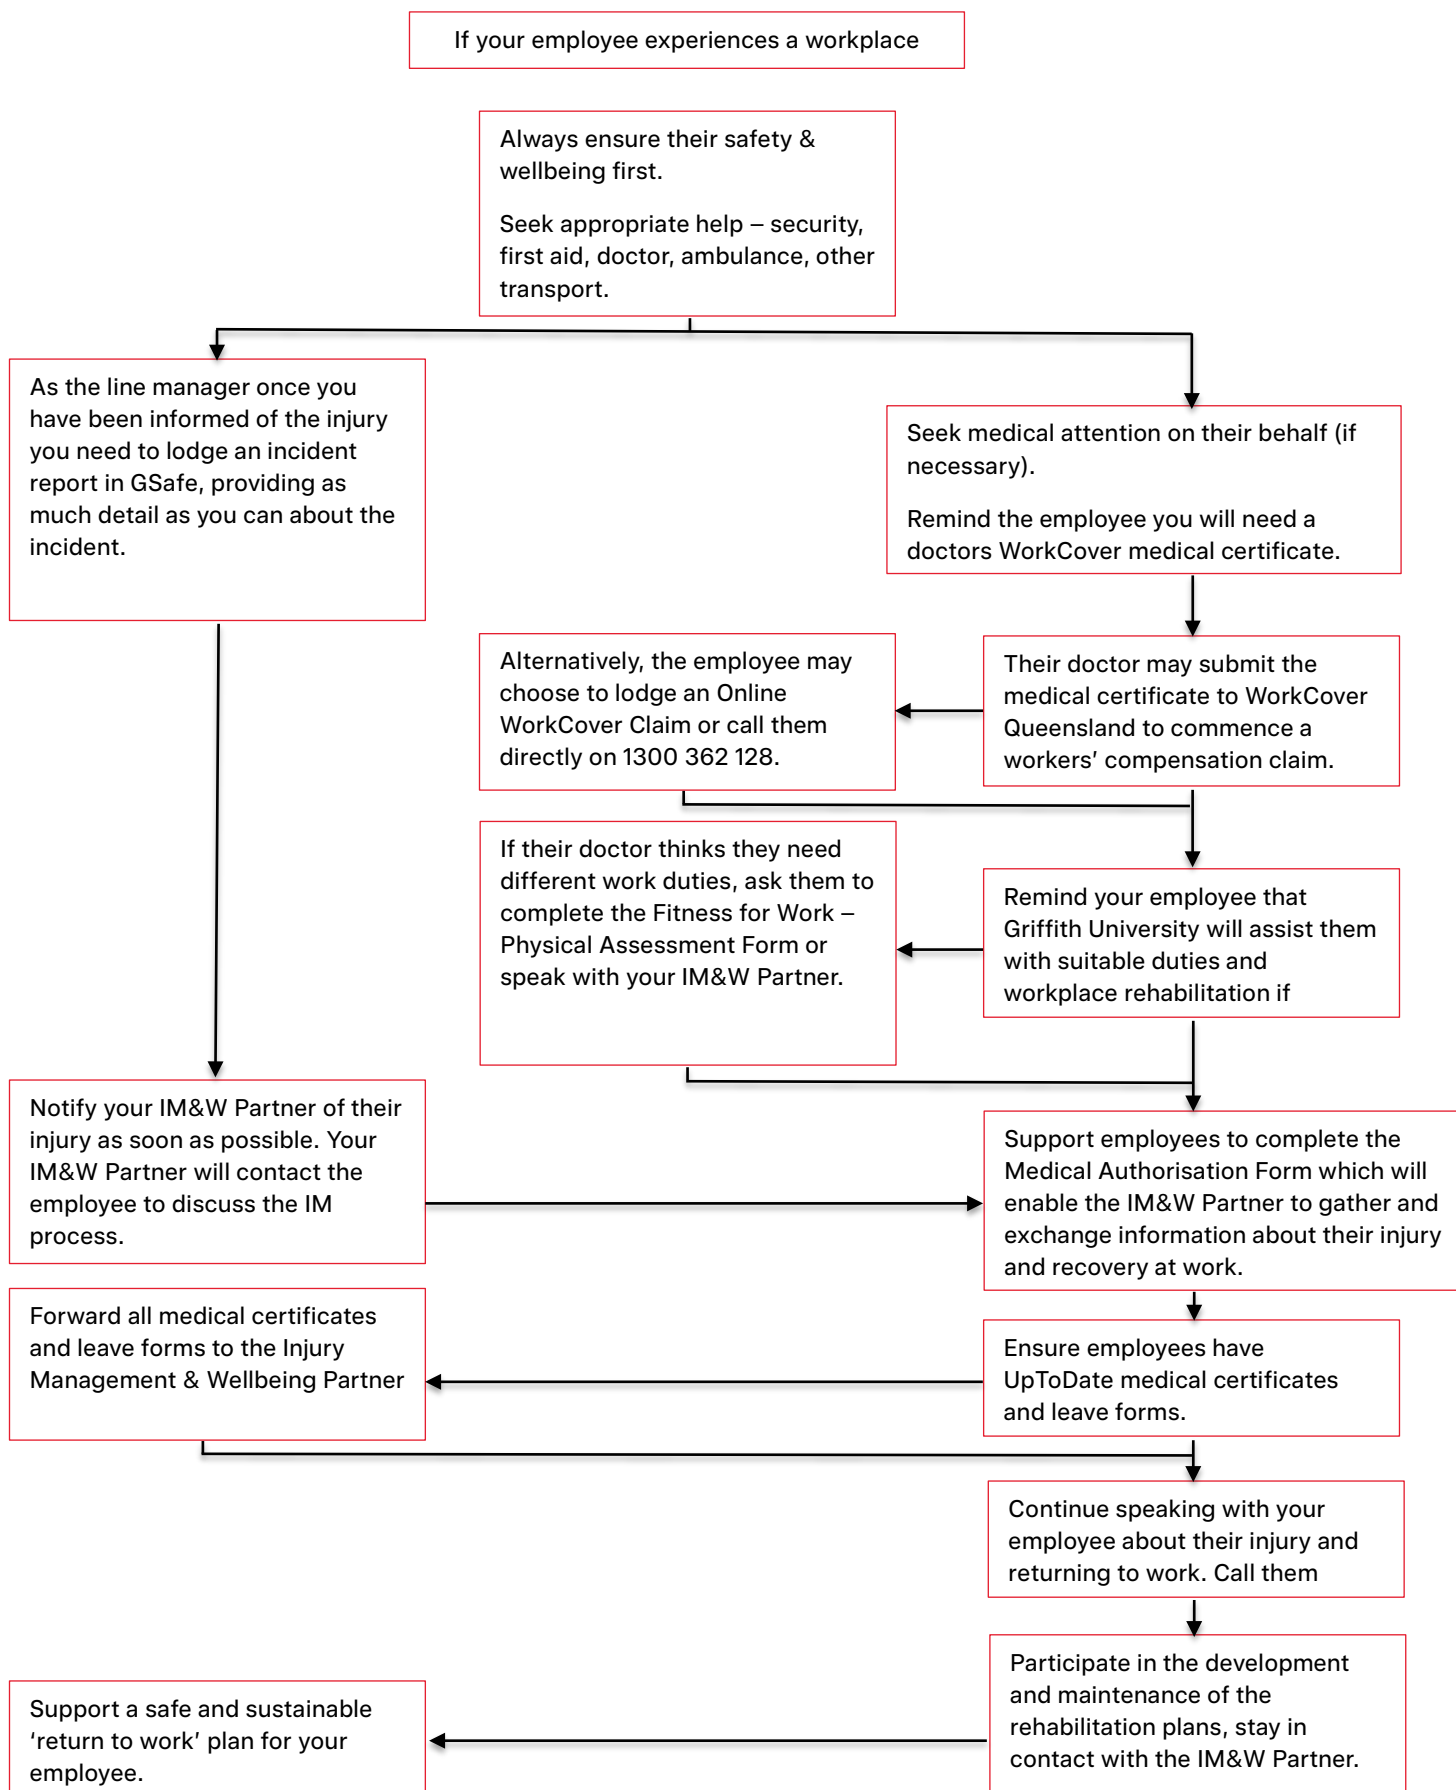 If your employee experiences a workplace
Always ensure their safety &
wellbeing first.
Seek appropriate help – security,
first aid, doctor, ambulance, other
transport.
As the line manager once you
have been informed of the injury
you need to lodge an incident
report in GSafe, providing as
much detail as you can about the
incident.
Seek medical attention on their behalf (if
necessary).
Remind the employee you will need a
doctors WorkCover medical certificate.
Alternatively, the employee may
choose to lodge an Online
WorkCover Claim or call them
directly on 1300 362 128.
Their doctor may submit the
medical certificate to WorkCover
Queensland to commence a
workers’ compensation claim.
If their doctor thinks they need
different work duties, ask them to
complete the Fitness for Work –
Physical Assessment Form or
speak with your IM&W Partner.
Remind your employee that
Griffith University will assist them
with suitable duties and
workplace rehabilitation if
Notify your IM&W Partner of their
injury as soon as possible. Your
IM&W Partner will contact the
employee to discuss the IM
process.
Support employees to complete the
Medical Authorisation Form which will
enable the IM&W Partner to gather and
exchange information about their injury
and recovery at work.
Forward all medical certificates
and leave forms to the Injury
Management & Wellbeing Partner
Ensure employees have
UpToDate medical certificates
and leave forms.
Continue speaking with your
employee about their injury and
returning to work. Call them
Participate in the development
and maintenance of the
rehabilitation plans, stay in
contact with the IM&W Partner.
Support a safe and sustainable
‘return to work’ plan for your
employee.